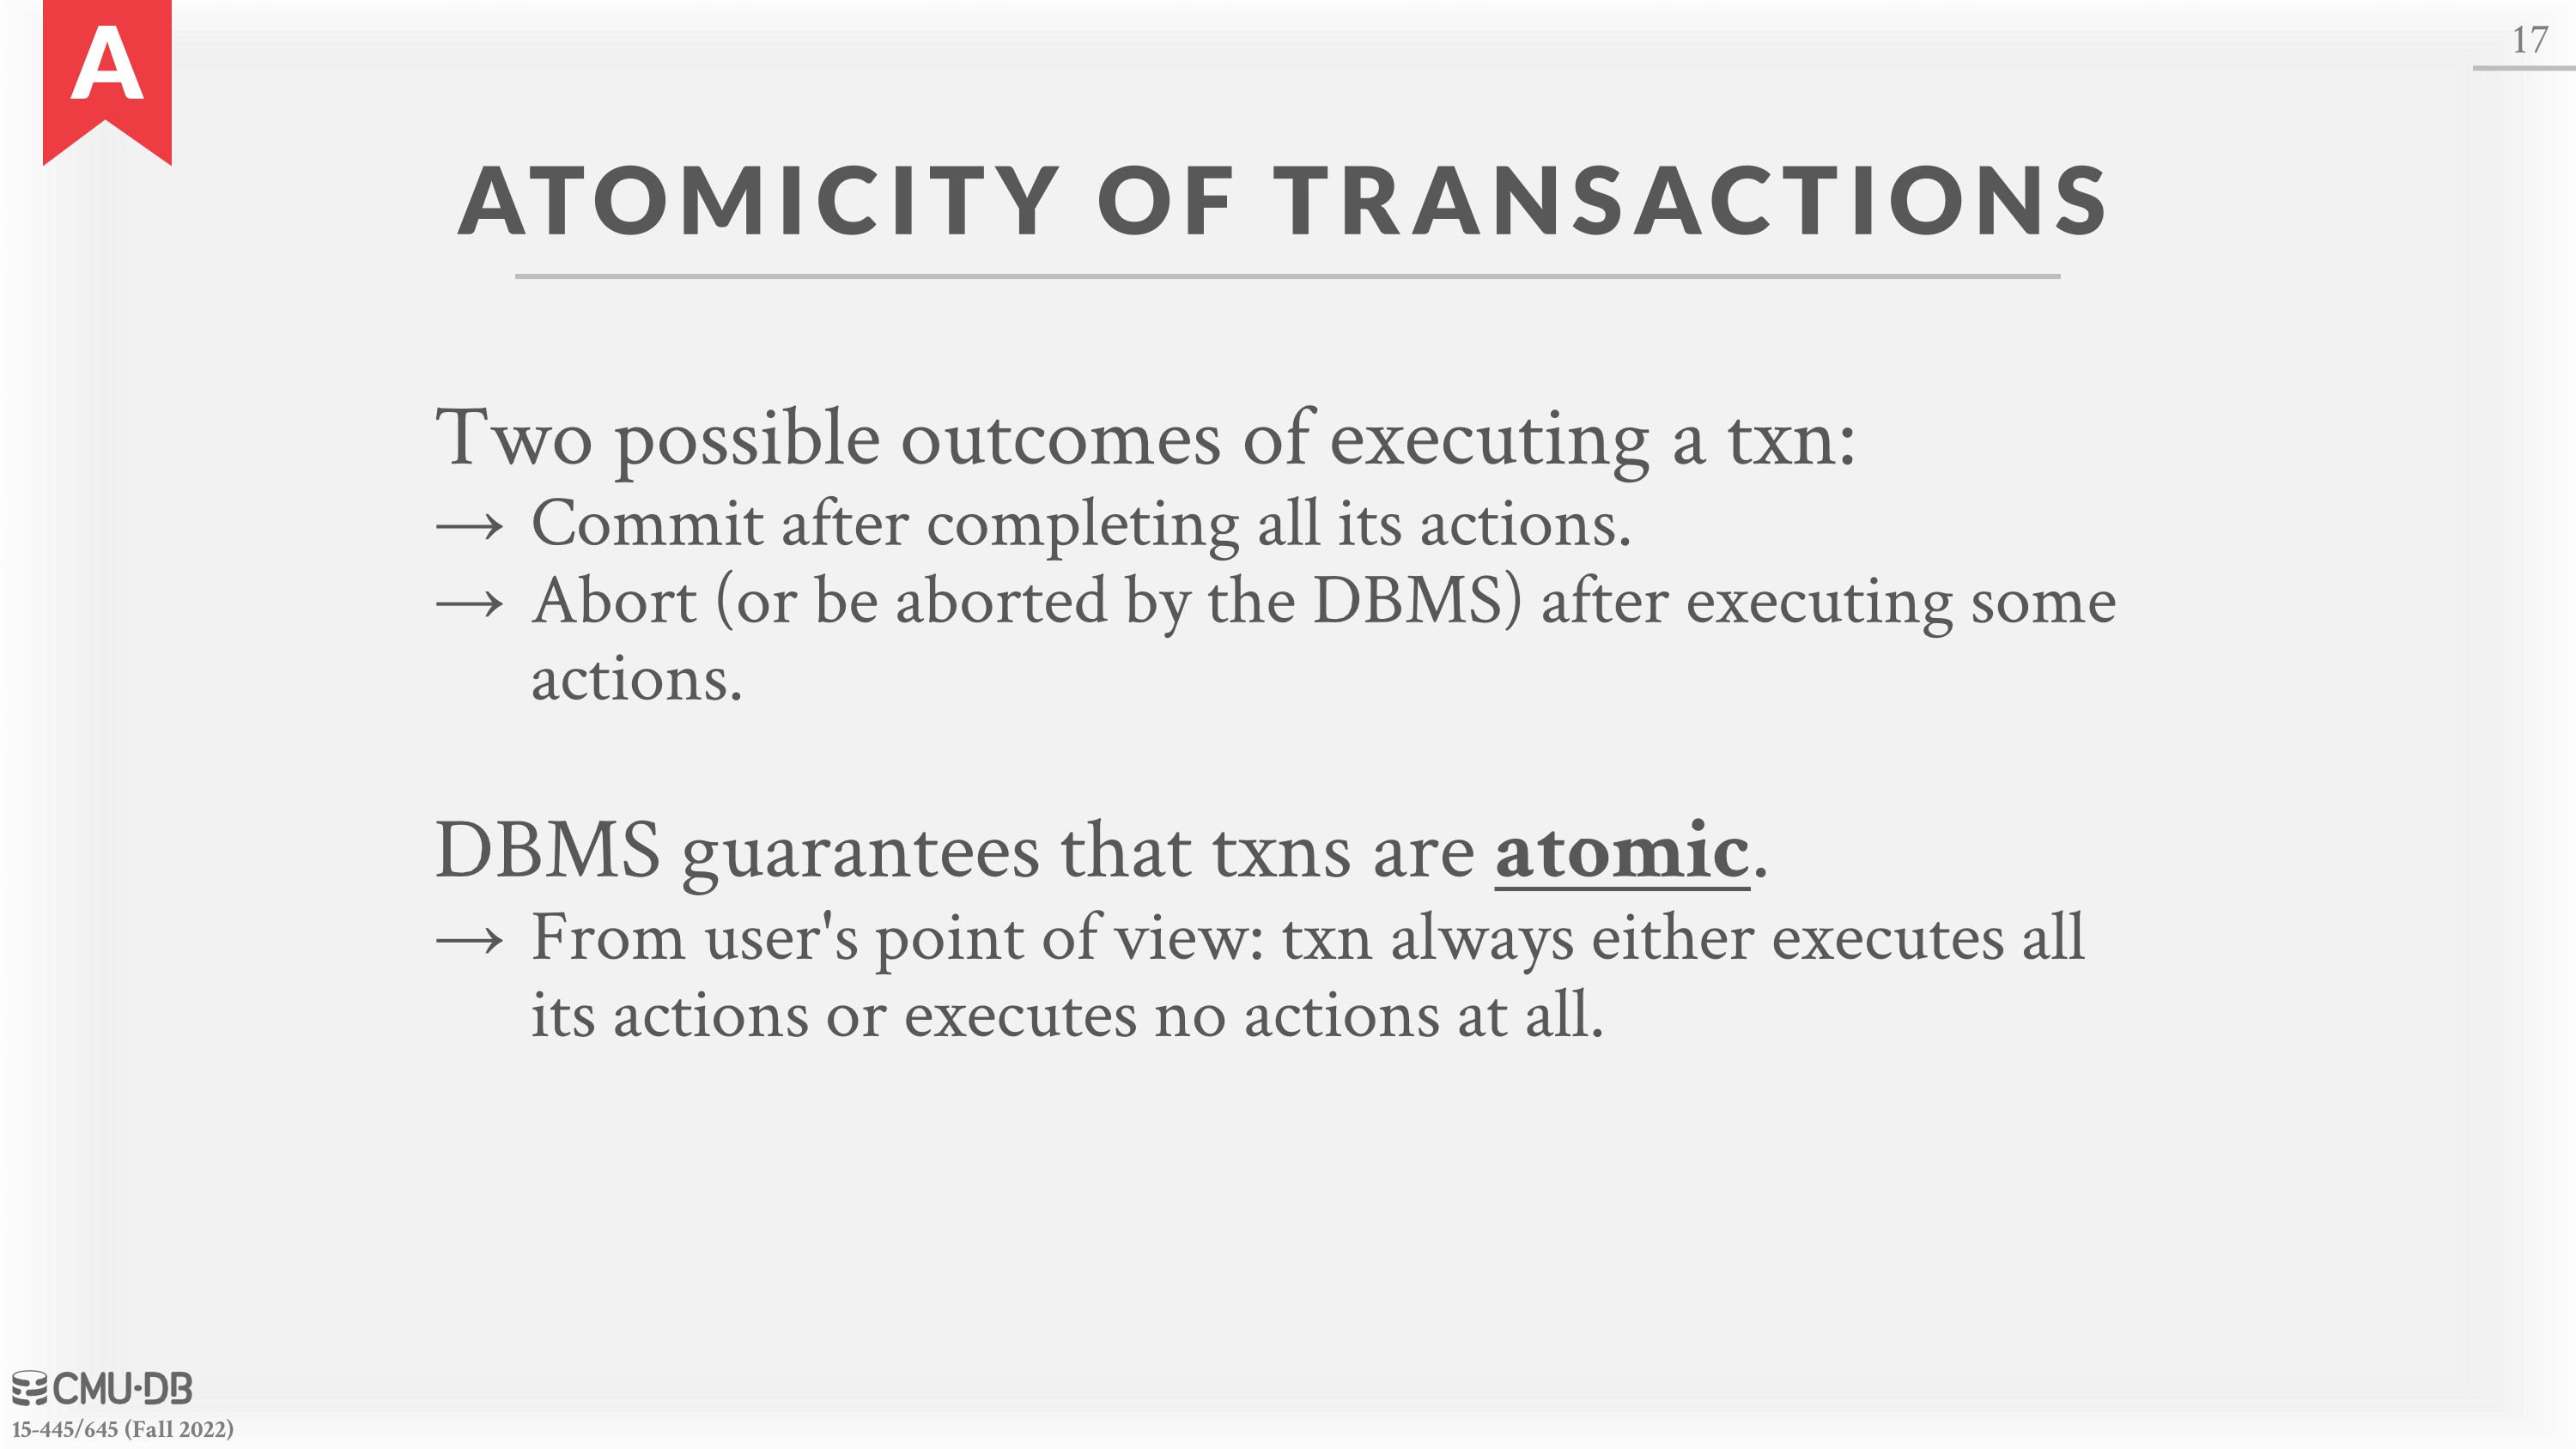 A
17
ATOMICITY OF TRANSACTIONS
Two possible outcomes of executing a txn:
→ Commit after completing all its actions.
→ Abort (or be aborted by the DBMS) after executing some
actions.
DBMS guarantees that txns are atomic.
→ From user's point of view: txn always either executes all
its actions or executes no actions at all.
CMU·DB
15-445/645 (Fall 2022)